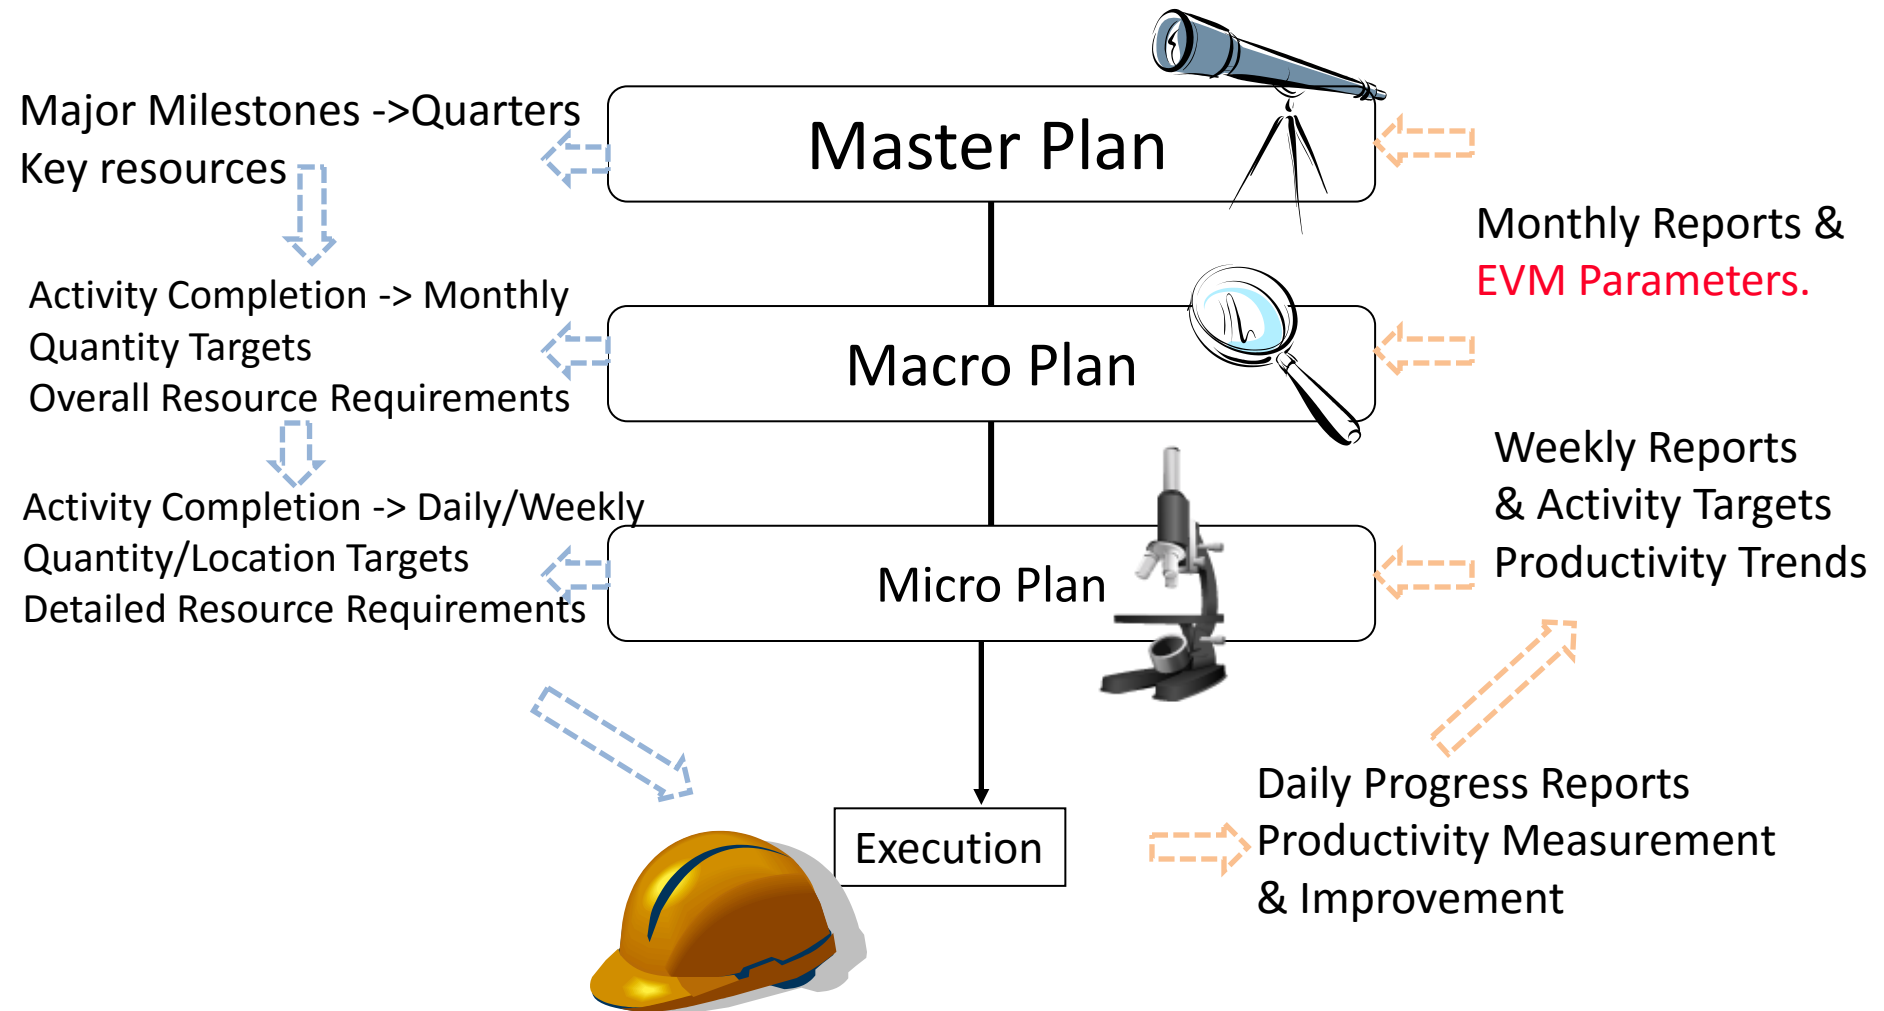 Major Milestones ->Quarters
Key resources
Master Plan
Monthly Reports &
EVM Parameters.
Activity Completion -> Monthly
Quantity Targets
Overall Resource Requirements
Macro Plan
Weekly Reports
& Activity Targets
Productivity Trends
Activity Completion -> Daily/Weekly
Quantity/Location Targets
Detailed Resource Requirements
Micro Plan
Execution
Daily Progress Reports
Productivity Measurement
& Improvement